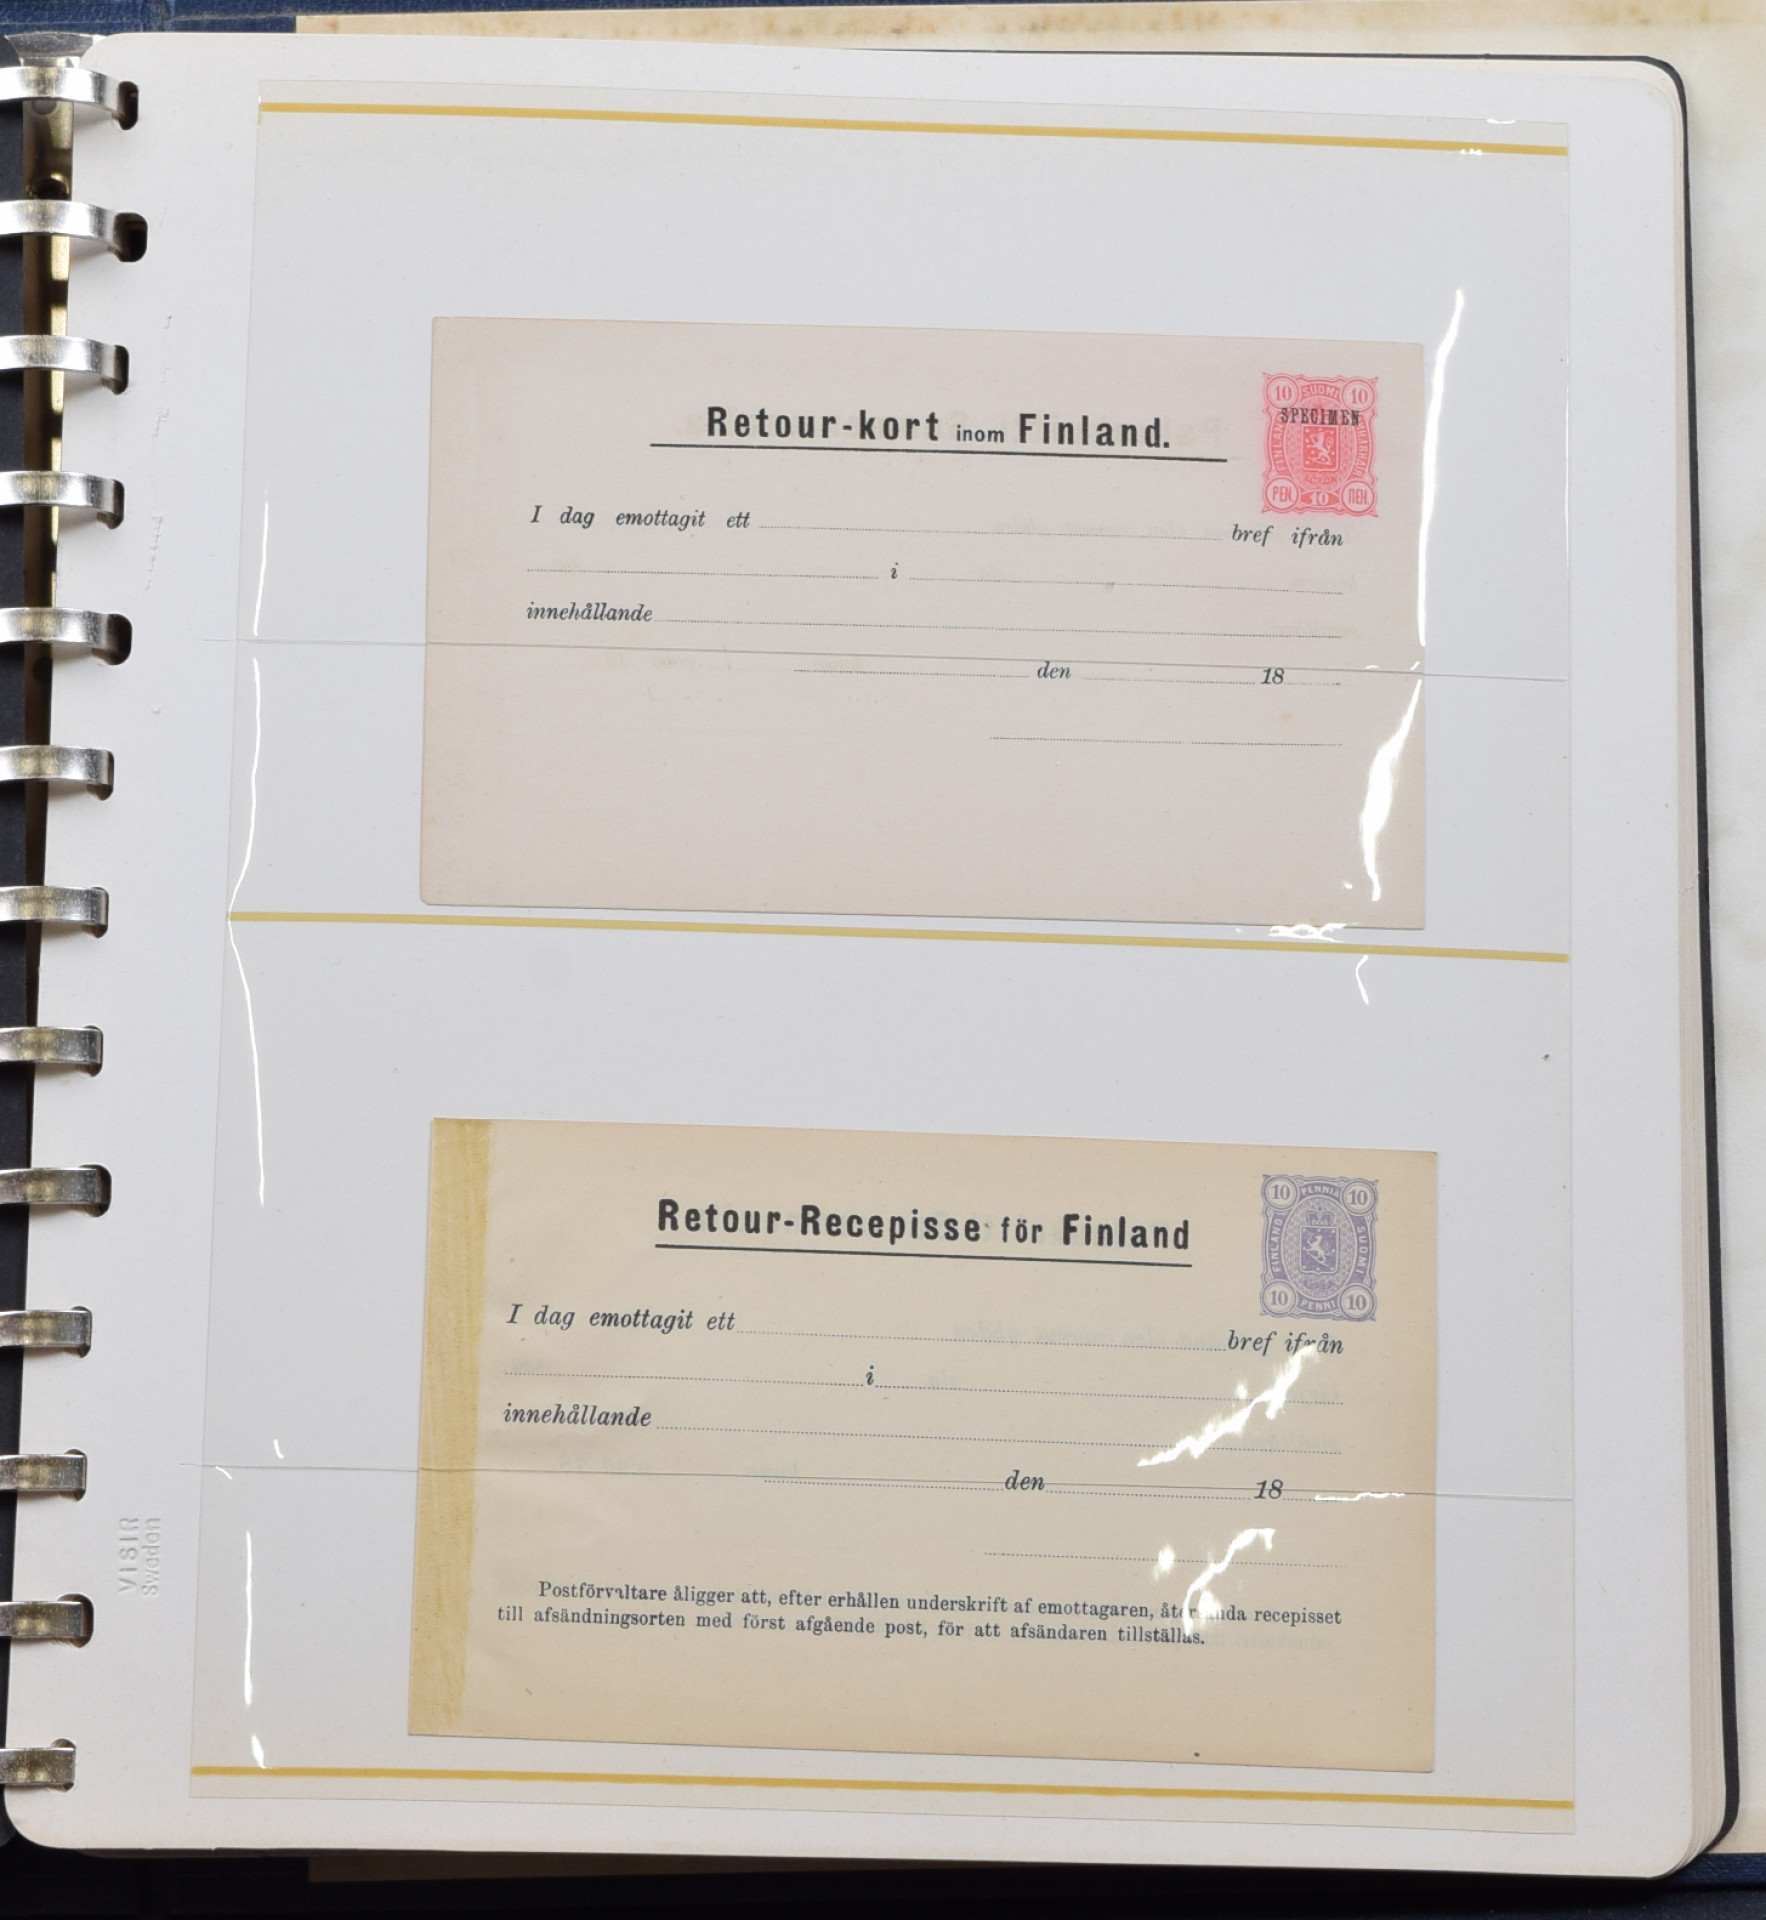 Retour-kort inom Finland.
10 SUOMI 10
SPECIMEN
FINLAND
PEN. 10 ПЕН.
I dag emottagit ett bref ifrån
i
innehållande
den 18
Retour-Recepisse för Finland
10 PENNIÄ 10
FINLAND SUOMI
10 PENNI 10
I dag emottagit ett bref ifrån
i
innehållande
den 18
Postförvaltare åligger att, efter erhållen underskrift af emottagaren, återsända recepisset
till afsändningsorten med först afgående post, för att afsändaren tillställas.
VISIR
Sweden